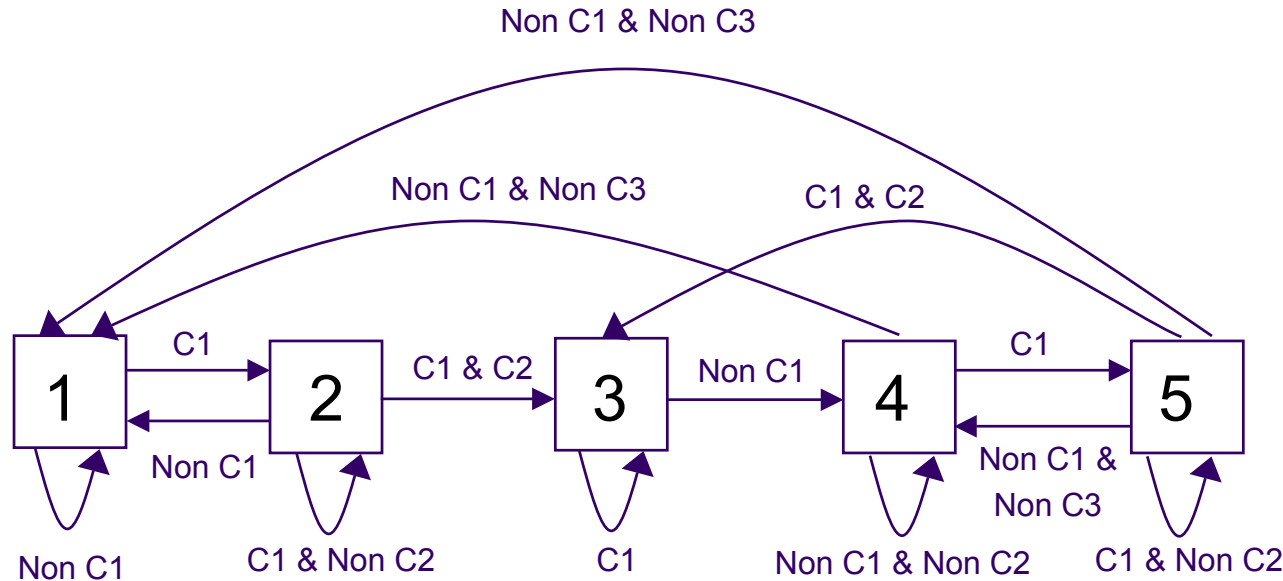 Non C1 & Non C3
Non C1 & Non C3
C1 & C2
C1
C1 & C2
Non C1
C1
1
2
3
4
5
Non C1
Non C1 &
Non C3
Non C1
C1 & Non C2
C1
Non C1 & Non C2
C1 & Non C2